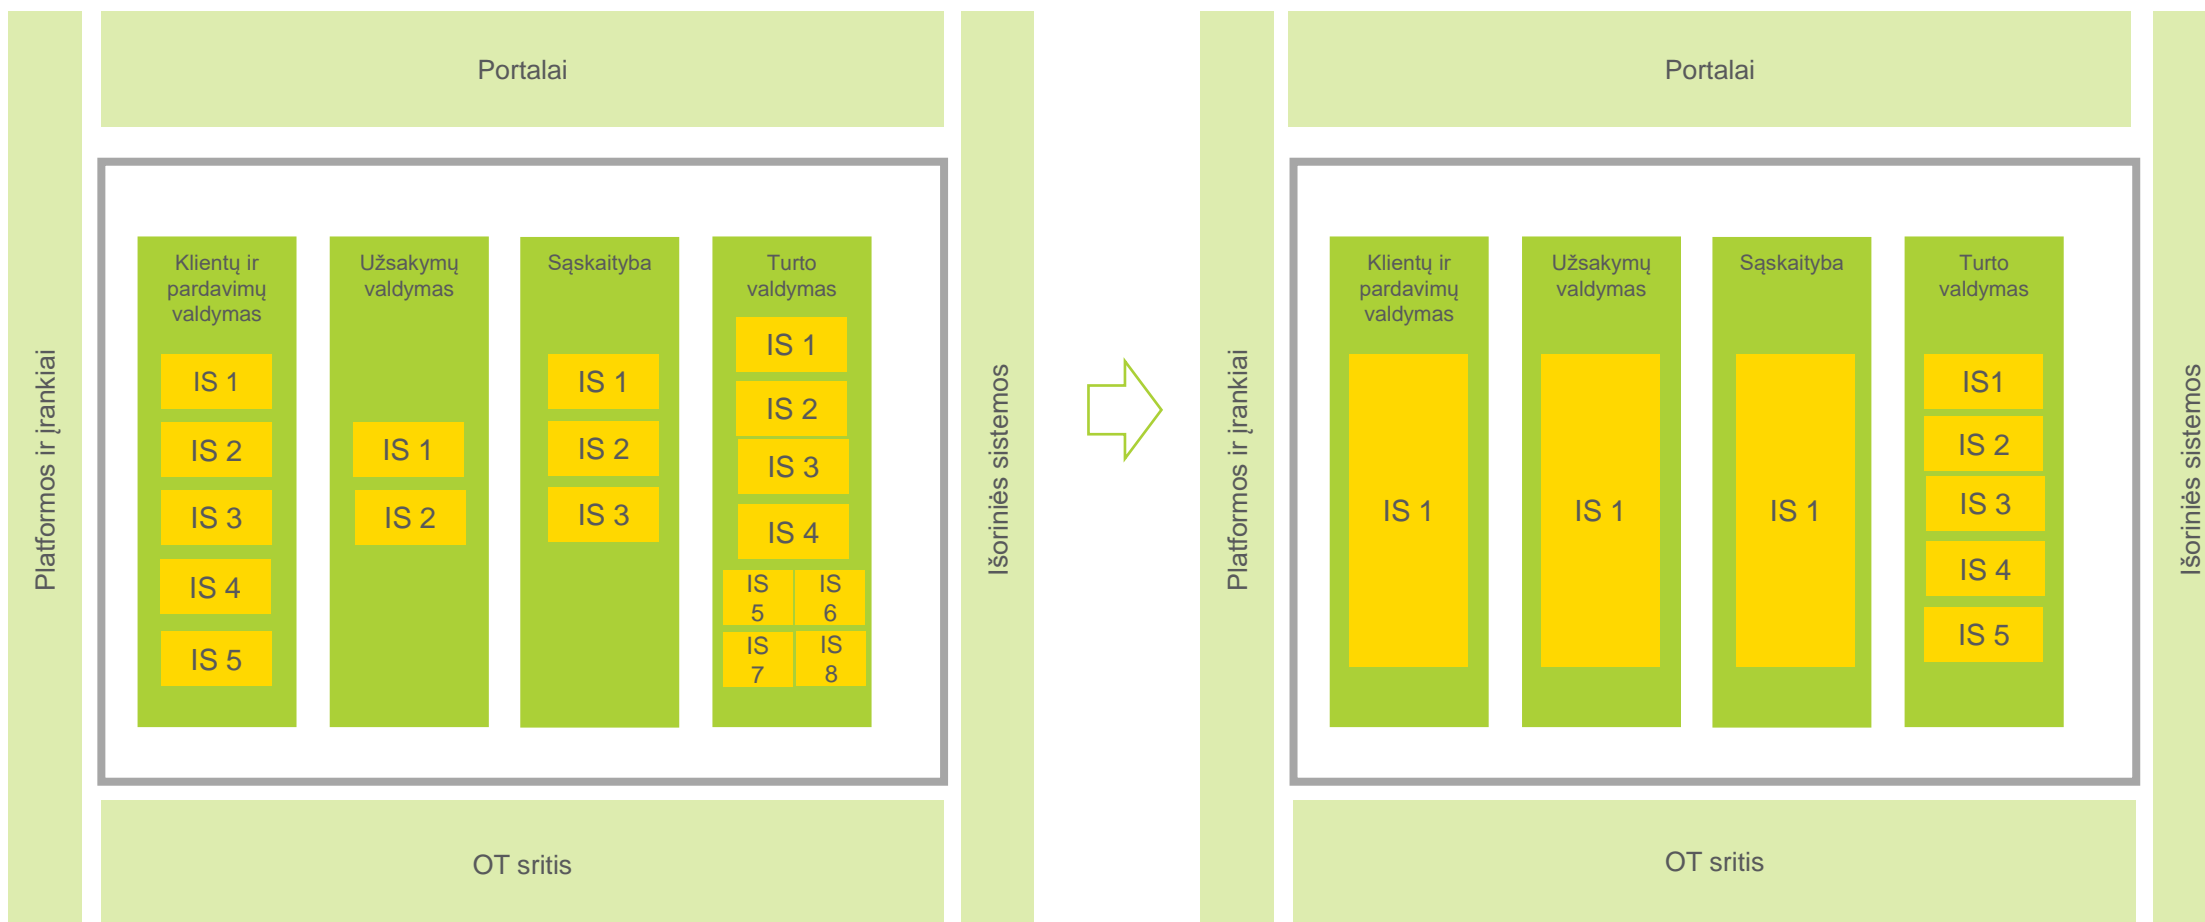 Platformos ir įrankiai
Portalai
Klientų ir
pardavimų
valdymas
IS 1
IS 2
IS 3
IS 4
IS 5
Užsakymų
valdymas
IS 1
IS 2
Sąskaityba
IS 1
IS 2
IS 3
Turto
valdymas
IS 1
IS 2
IS 3
IS 4
IS
5
IS
6
IS
7
IS
8
OT sritis
Išorinės sistemos
Platformos ir įrankiai
Portalai
Klientų ir
pardavimų
valdymas
IS 1
Užsakymų
valdymas
IS 1
Sąskaityba
IS 1
Turto
valdymas
IS1
IS 2
IS 3
IS 4
IS 5
OT sritis
Išorinės sistemos